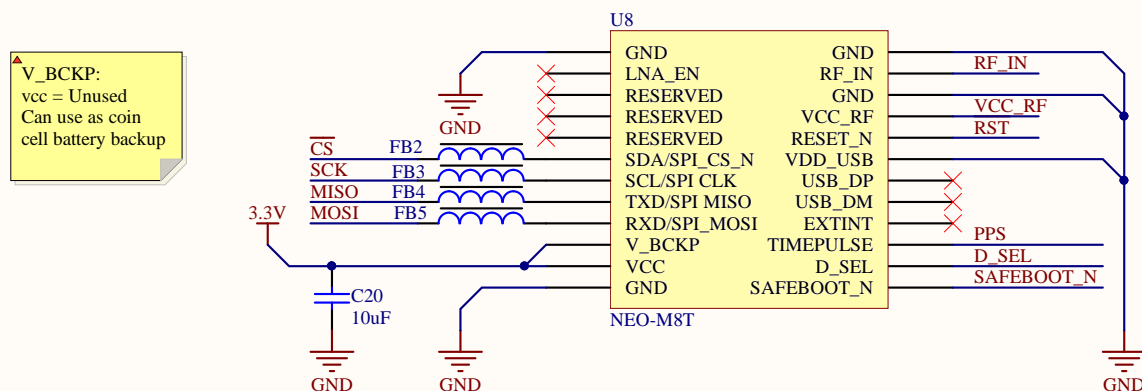 U8
V_BCKP:
vcc = Unused
Can use as coin
cell battery backup
GND
LNA_EN
RESERVED
RESERVED
RESERVED
SDA/SPI_CS_N
SCL/SPI CLK
TXD/SPI MISO
RXD/SPI_MOSI
V_BCKP
VCC
GND
GND
RF_IN
GND
VCC_RF
RESET_N
VDD_USB
USB_DP
USB_DM
EXTINT
TIMEPULSE
D_SEL
SAFEBOOT_N
NEO-M8T
GND
CS
SCK
MISO
MOSI
FB2
FB3
FB4
FB5
3.3V
C20
10uF
GND
GND
RF_IN
VCC_RF
RST
PPS
D_SEL
SAFEBOOT_N
GND